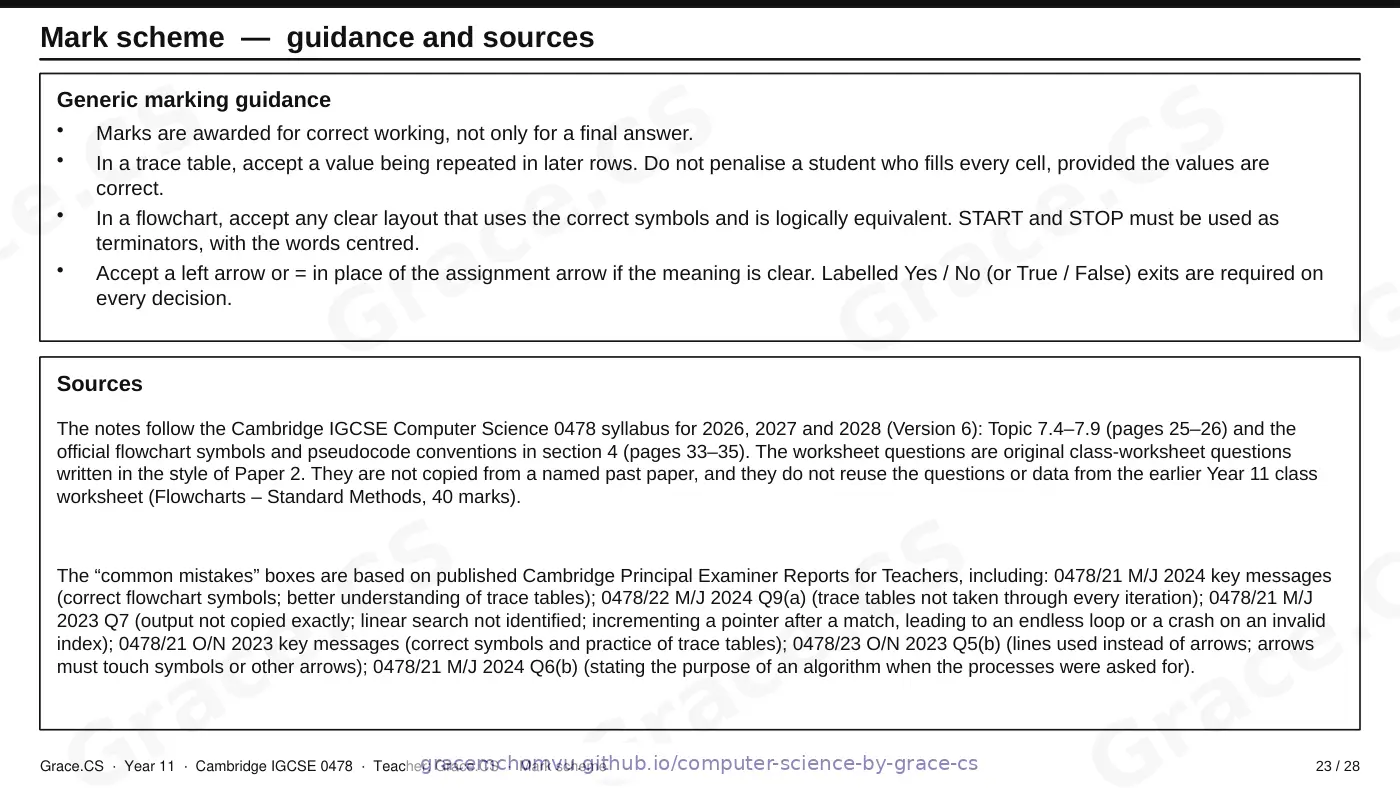 Mark scheme — guidance and sources
Generic marking guidance
• Marks are awarded for correct working, not only for a final answer.
• In a trace table, accept a value being repeated in later rows. Do not penalise a student who fills every cell, provided the values are
correct.
• In a flowchart, accept any clear layout that uses the correct symbols and is logically equivalent. START and STOP must be used as
terminators, with the words centred.
• Accept a left arrow or = in place of the assignment arrow if the meaning is clear. Labelled Yes / No (or True / False) exits are required on
every decision.
Sources
The notes follow the Cambridge IGCSE Computer Science 0478 syllabus for 2026, 2027 and 2028 (Version 6): Topic 7.4–7.9 (pages 25–26) and the
official flowchart symbols and pseudocode conventions in section 4 (pages 33–35). The worksheet questions are original class-worksheet questions
written in the style of Paper 2. They are not copied from a named past paper, and they do not reuse the questions or data from the earlier Year 11 class
worksheet (Flowcharts – Standard Methods, 40 marks).
The “common mistakes” boxes are based on published Cambridge Principal Examiner Reports for Teachers, including: 0478/21 M/J 2024 key messages
(correct flowchart symbols; better understanding of trace tables); 0478/22 M/J 2024 Q9(a) (trace tables not taken through every iteration); 0478/21 M/J
2023 Q7 (output not copied exactly; linear search not identified; incrementing a pointer after a match, leading to an endless loop or a crash on an invalid
index); 0478/21 O/N 2023 key messages (correct symbols and practice of trace tables); 0478/23 O/N 2023 Q5(b) (lines used instead of arrows; arrows
must touch symbols or other arrows); 0478/21 M/J 2024 Q6(b) (stating the purpose of an algorithm when the processes were asked for).
Grace.CS · Year 11 · Cambridge IGCSE 0478 · Teacher Grace.CS · Mark scheme
gracemchomvu.github.io/computer-science-by-grace-cs
23 / 28
Grace.CS